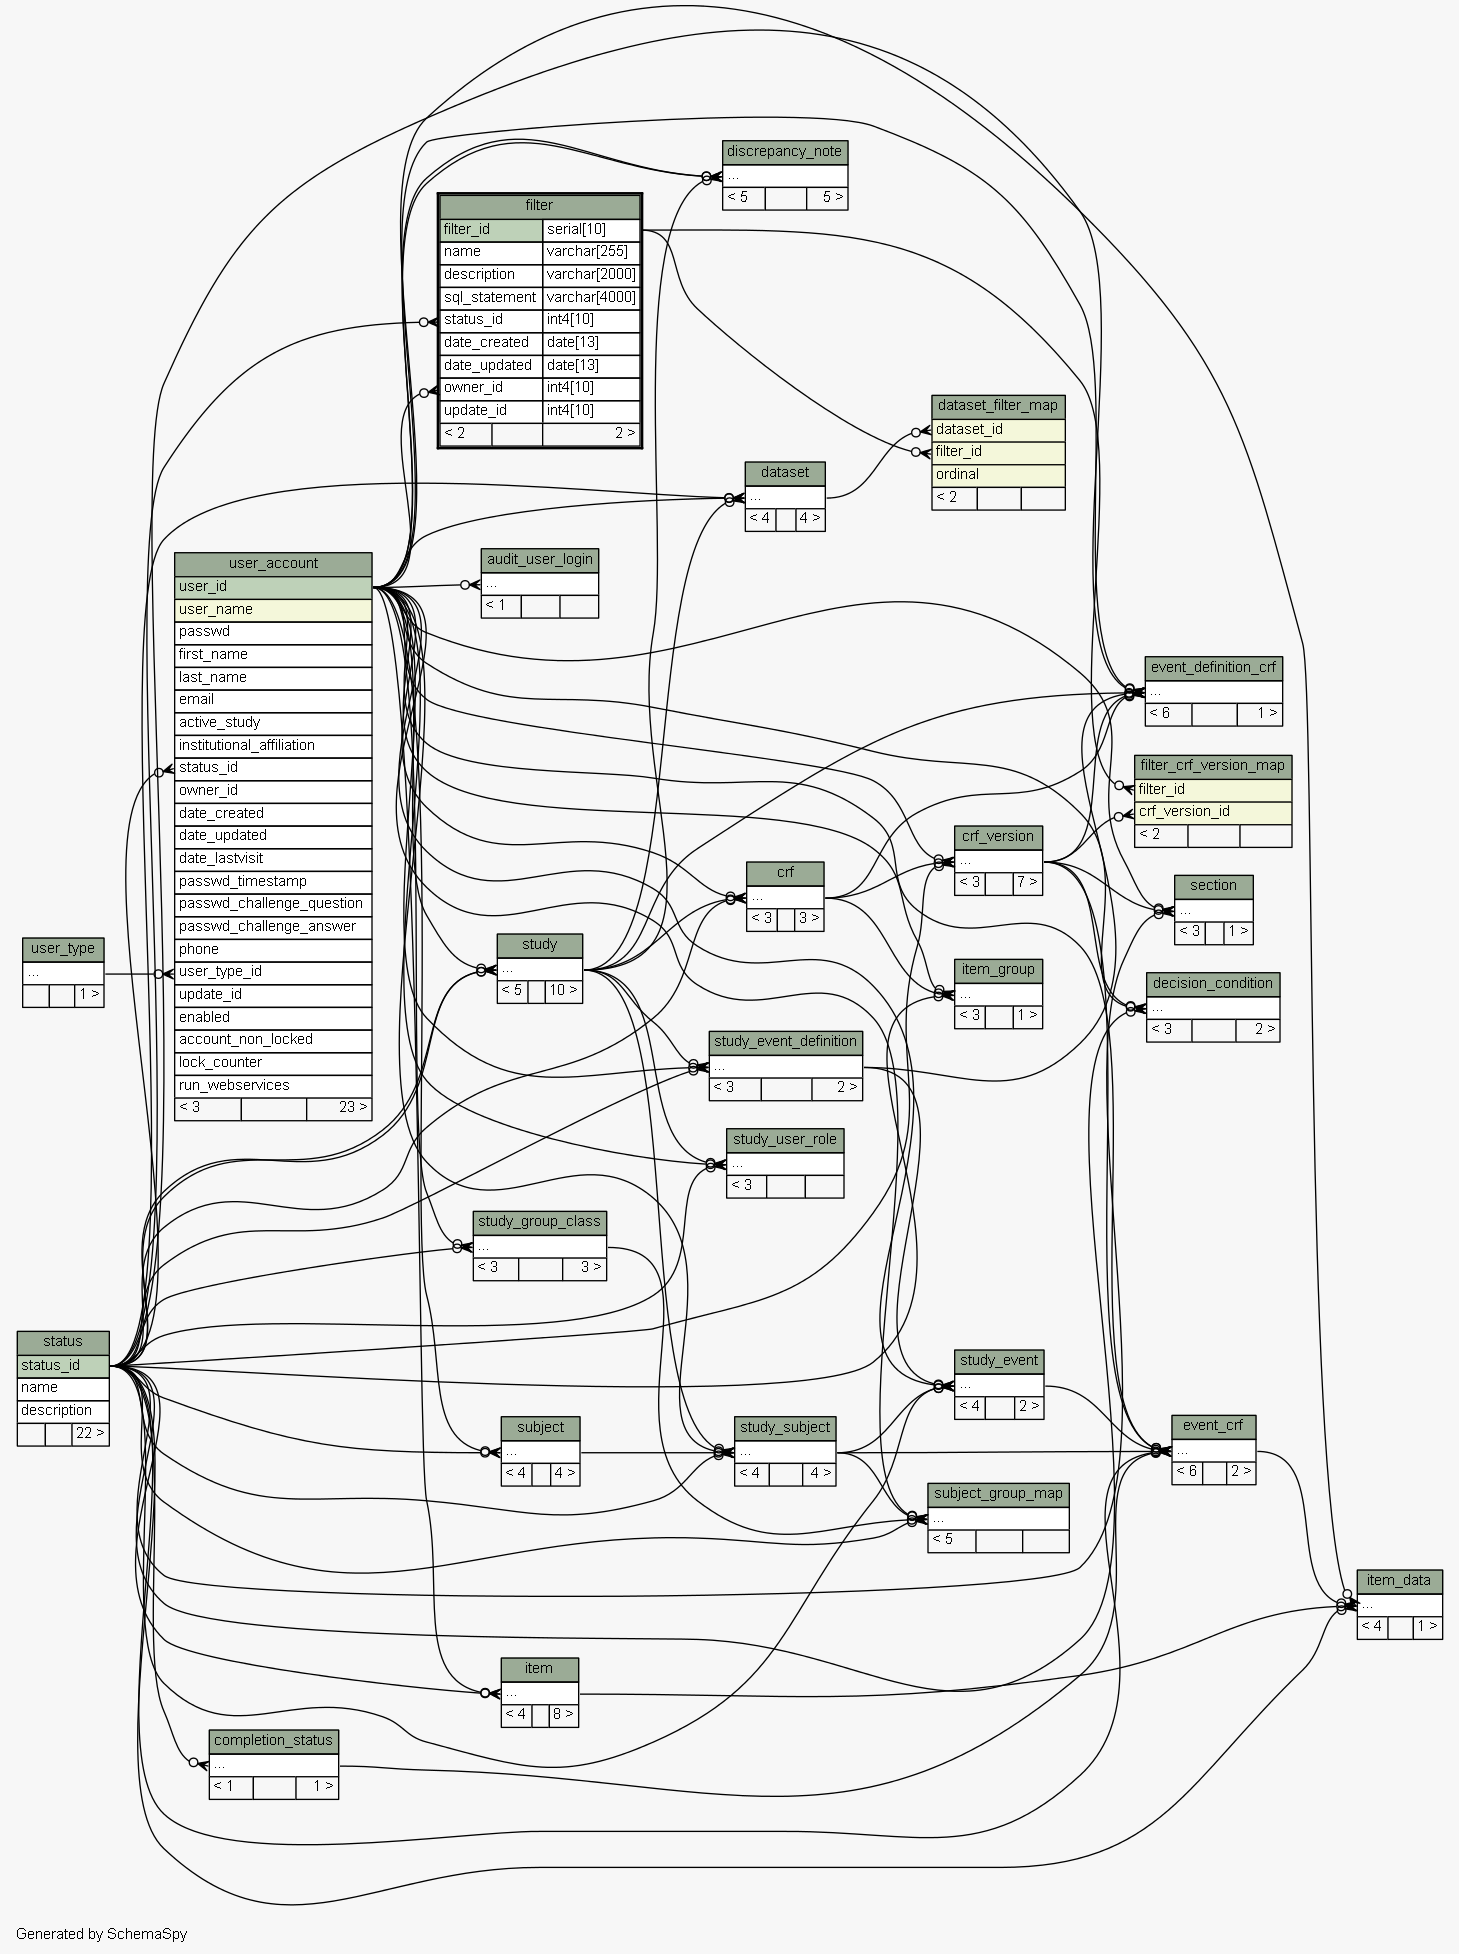 discrepancy_note
...
< 5 5 >
filter
filter_id serial[10]
name varchar[255]
description varchar[2000]
sql_statement varchar[4000]
status_id int4[10]
date_created date[13]
date_updated date[13]
owner_id int4[10]
update_id int4[10]
< 2 2 >
dataset_filter_map
dataset_id
filter_id
ordinal
< 2
dataset
...
< 4 4 >
audit_user_login
...
< 1
user_account
user_id
user_name
passwd
first_name
last_name
email
active_study
institutional_affiliation
status_id
owner_id
date_created
date_updated
date_lastvisit
passwd_timestamp
passwd_challenge_question
passwd_challenge_answer
phone
user_type_id
update_id
enabled
account_non_locked
lock_counter
run_webservices
< 3 23 >
event_definition_crf
...
< 6 1 >
filter_crf_version_map
filter_id
crf_version_id
< 2
crf_version
...
< 3 7 >
crf
...
< 3 3 >
section
...
< 3 1 >
user_type
...
1 >
study
...
< 5 10 >
item_group
...
< 3 1 >
decision_condition
...
< 3 2 >
study_event_definition
...
< 3 2 >
study_user_role
...
< 3
study_group_class
...
< 3 3 >
status
status_id
name
description
22 >
study_event
...
< 4 2 >
subject
...
< 4 4 >
study_subject
...
< 4 4 >
event_crf
...
< 6 2 >
subject_group_map
...
< 5
item_data
...
< 4 1 >
item
...
< 4 8 >
completion_status
...
< 1 1 >
Generated by SchemaSpy